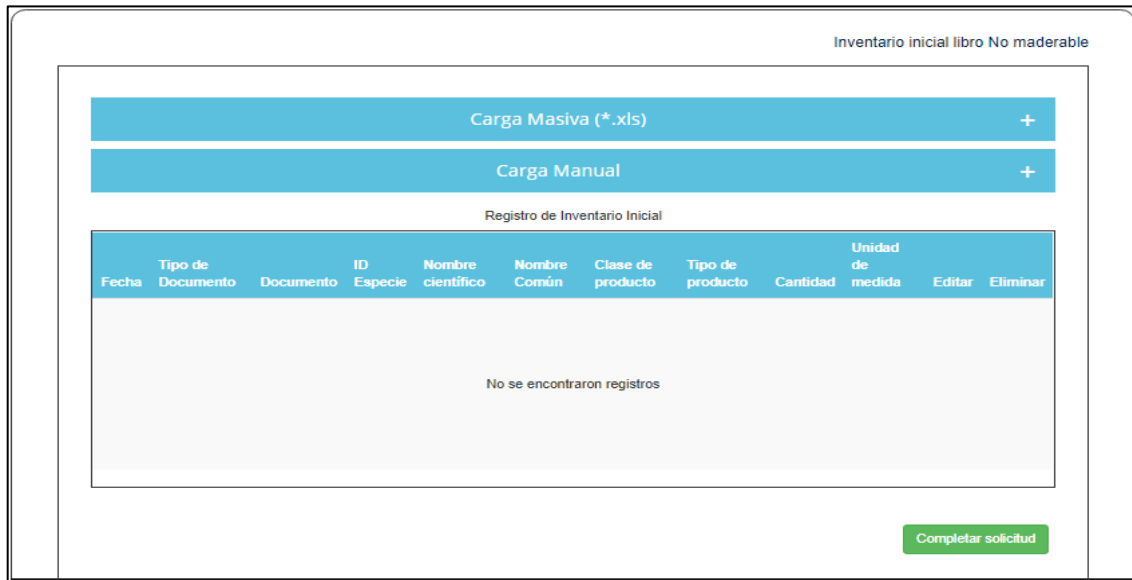 Inventario inicial libro No maderable
Carga Masiva (*.xls) +
Carga Manual +
Registro de Inventario Inicial
Fecha Tipo de Documento Documento ID Especie Nombre científico Nombre Común Clase de producto Tipo de producto Cantidad Unidad de medida Editar Eliminar
No se encontraron registros
Completar solicitud